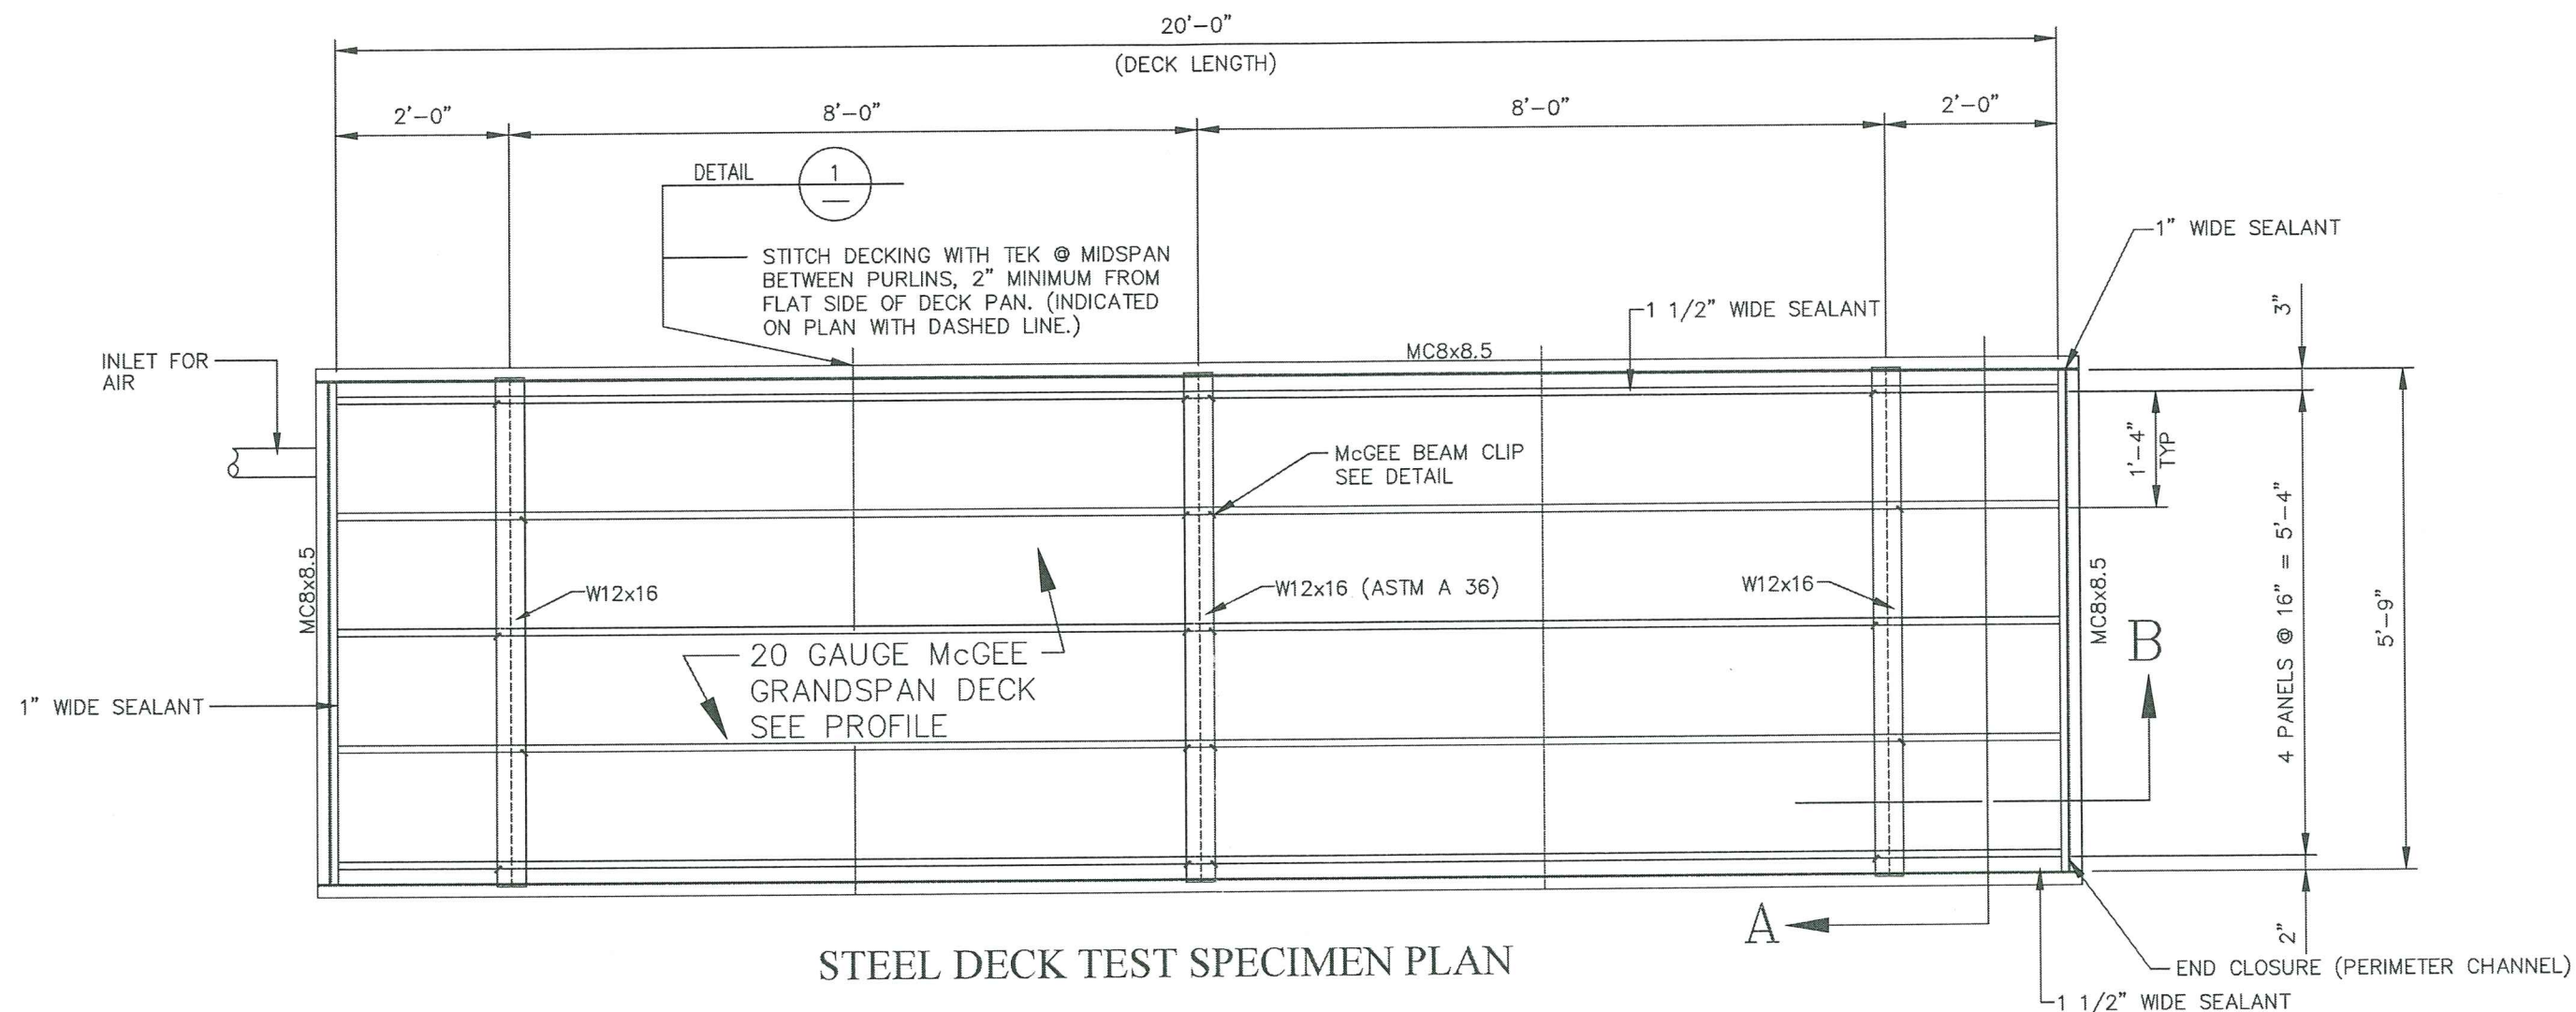 20'-0"
(DECK LENGTH)
2'-0"
8'-0"
8'-0"
2'-0"
DETAIL
1
STITCH DECKING WITH TEK @ MIDSPAN
BETWEEN PURLINS, 2" MINIMUM FROM
FLAT SIDE OF DECK PAN. (INDICATED
ON PLAN WITH DASHED LINE.)
1" WIDE SEALANT
3"
1 1/2" WIDE SEALANT
INLET FOR
AIR
MC8x8.5
McGEE BEAM CLIP
SEE DETAIL
1'-4"
TYP
4 PANELS @ 16" = 5'-4"
5'-9"
MC8x8.5
W12x16
W12x16 (ASTM A 36)
W12x16
MC8x8.5
B
20 GAUGE McGEE
GRANDSPAN DECK
SEE PROFILE
1" WIDE SEALANT
A
2"
STEEL DECK TEST SPECIMEN PLAN
END CLOSURE (PERIMETER CHANNEL)
1 1/2" WIDE SEALANT